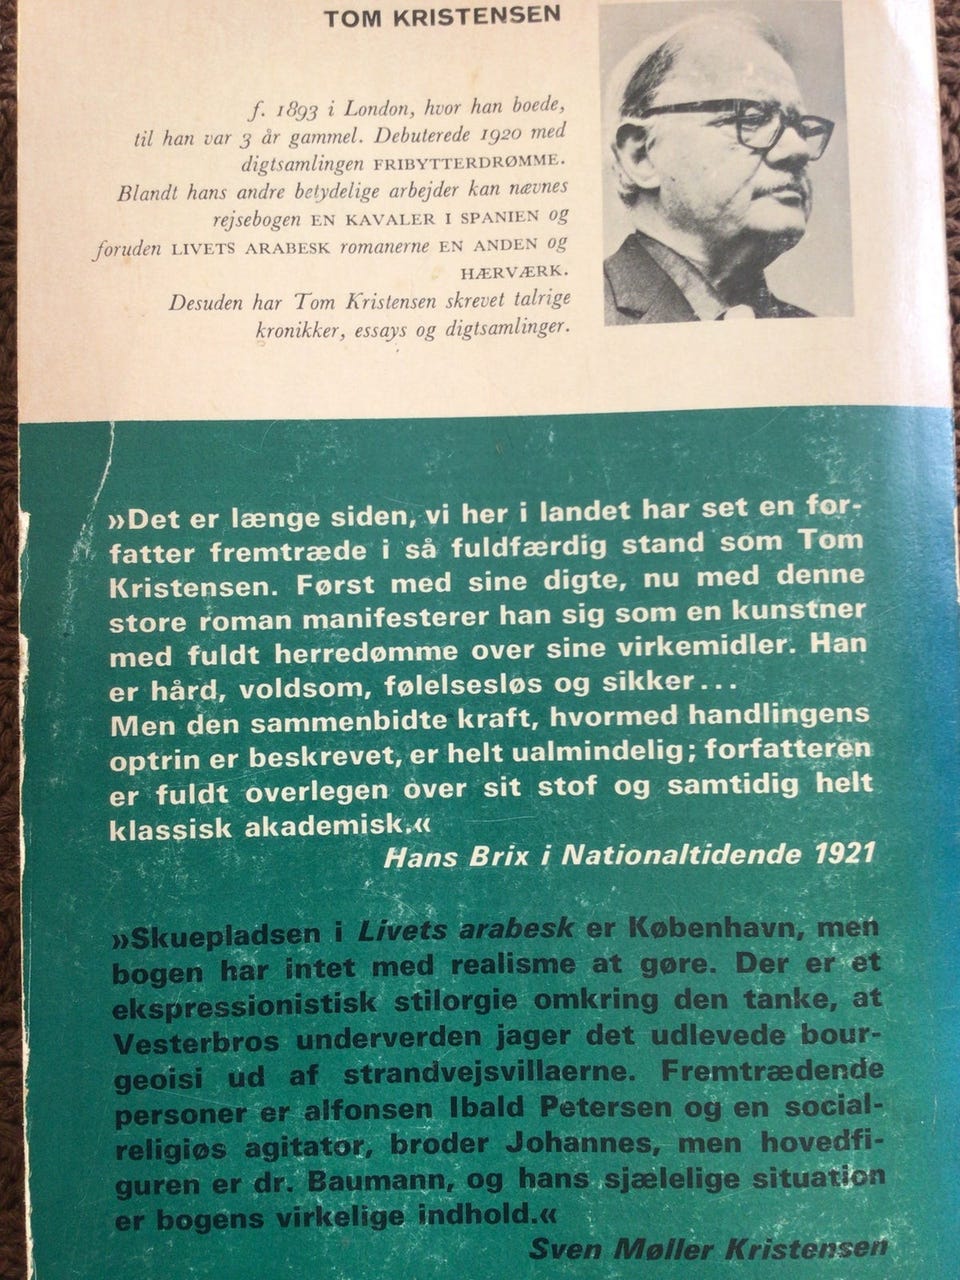 TOM KRISTENSEN
f. 1893 i London, hvor han boede,
til han var 3 år gammel. Debuterede 1920 med
digtsamlingen FRIBYTTERDRØMME.
Blandt hans andre betydelige arbejder kan nævnes
rejsebogen EN KAVALER I SPANIEN og
foruden LIVETS ARABESK romanerne EN ANDEN og
HÆRVÆRK.
Desuden har Tom Kristensen skrevet talrige
kronikker, essays og digtsamlinger.
»Det er længe siden, vi her i landet har set en for-
fatter fremtræde i så fuldfærdig stand som Tom
Kristensen. Først med sine digte, nu med denne
store roman manifesterer han sig som en kunstner
med fuldt herredømme over sine virkemidler. Han
er hård, voldsom, følelsesløs og sikker...
Men den sammenbidte kraft, hvormed handlingens
optrin er beskrevet, er helt ualmindelig; forfatteren
er fuldt overlegen over sit stof og samtidig helt
klassisk akademisk.«
Hans Brix i Nationaltidende 1921
»Skuepladsen i Livets arabesk er København, men
bogen har intet med realisme at gøre. Der er et
ekspressionistisk stilorgie omkring den tanke, at
Vesterbros underverden jager det udlevede bour-
geoisi ud af strandvejsvillaerne. Fremtrædende
personer er alfonsen Ibald Petersen og en social-
religiøs agitator, broder Johannes, men hovedfi-
guren er dr. Baumann, og hans sjælelige situation
er bogens virkelige indhold.«
Sven Møller Kristensen